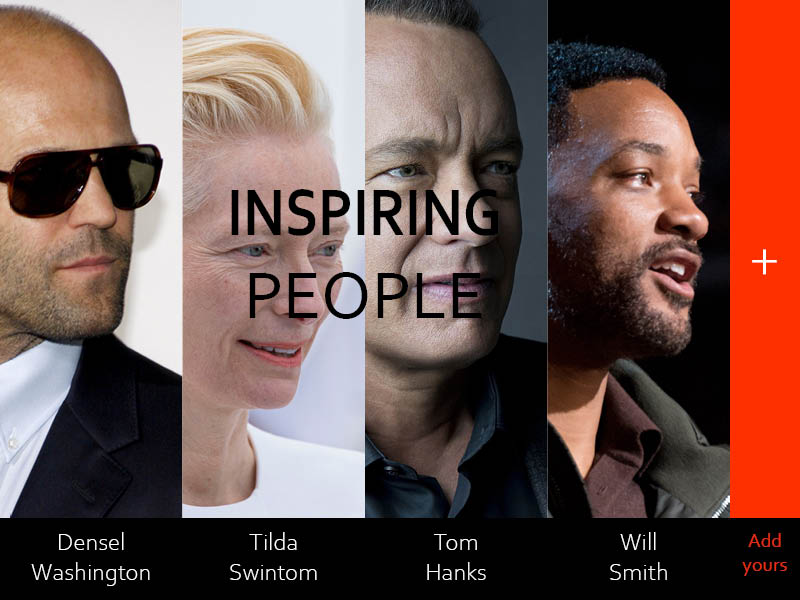 INSPIRING
PEOPLE
+
Densel
Washington
Tilda
Swintom
Tom
Hanks
Will
Smith
Add
yours